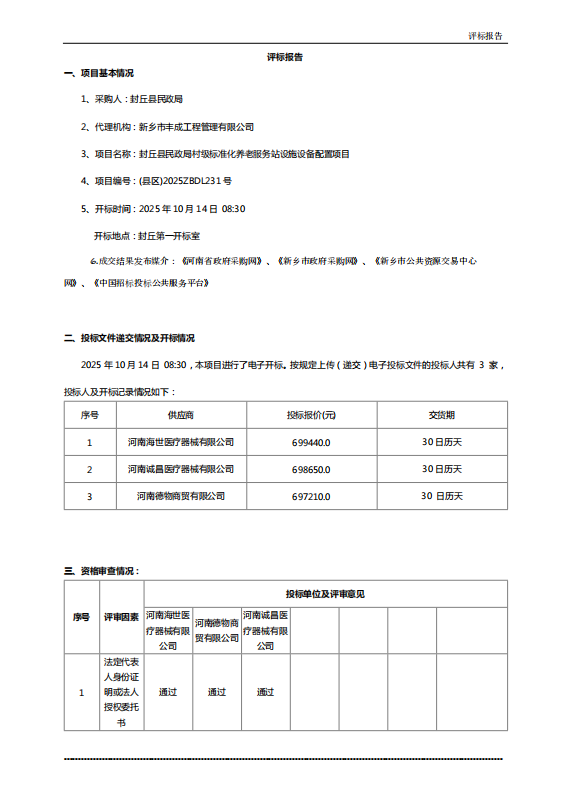 评标报告
评标报告
一、项目基本情况
1、采购人：封丘县民政局
2、代理机构：新乡市丰成工程管理有限公司
3、项目名称：封丘县民政局村级标准化养老服务站设施设备配置项目
4、项目编号：(县区)2025ZBDL231号
5、开标时间：2025年10月14日 08:30
开标地点：封丘第一开标室
6.成交结果发布媒介：《河南省政府采购网》、《新乡市政府采购网》、《新乡市公共资源交易中心
网》、《中国招标投标公共服务平台》
二、投标文件递交情况及开标情况
2025年10月14日 08:30，本项目进行了电子开标。按规定上传（递交）电子投标文件的投标人共有 3 家，
投标人及开标记录情况如下：
序号 供应商 投标报价(元) 交货期
1 河南海世医疗器械有限公司 699440.0 30日历天
2 河南诚昌医疗器械有限公司 698650.0 30日历天
3 河南德物商贸有限公司 697210.0 30 日历天
三、资格审查情况：
序号 评审因素 投标单位及评审意见
河南海世医
疗器械有限
公司
河南德物商
贸有限公司
河南诚昌医
疗器械有限
公司
1
法定代表
人身份证
明或法人
授权委托
书
通过 通过 通过